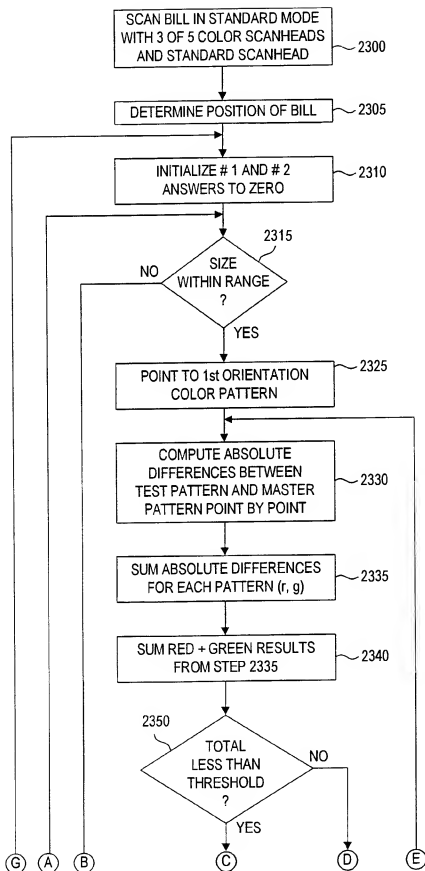 SCAN BILL IN STANDARD MODE
WITH 3 OF 5 COLOR SCANHEADS
AND STANDARD SCANHEAD
2300
DETERMINE POSITION OF BILL
2305
INITIALIZE # 1 AND # 2
ANSWERS TO ZERO
2310
2315
NO
SIZE
WITHIN RANGE
?
YES
POINT TO 1st ORIENTATION
COLOR PATTERN
2325
COMPUTE ABSOLUTE
DIFFERENCES BETWEEN
TEST PATTERN AND MASTER
PATTERN POINT BY POINT
2330
SUM ABSOLUTE DIFFERENCES
FOR EACH PATTERN (r, g)
2335
SUM RED + GREEN RESULTS
FROM STEP 2335
2340
2350
TOTAL
LESS THAN
THRESHOLD
?
NO
YES
G A B C D E